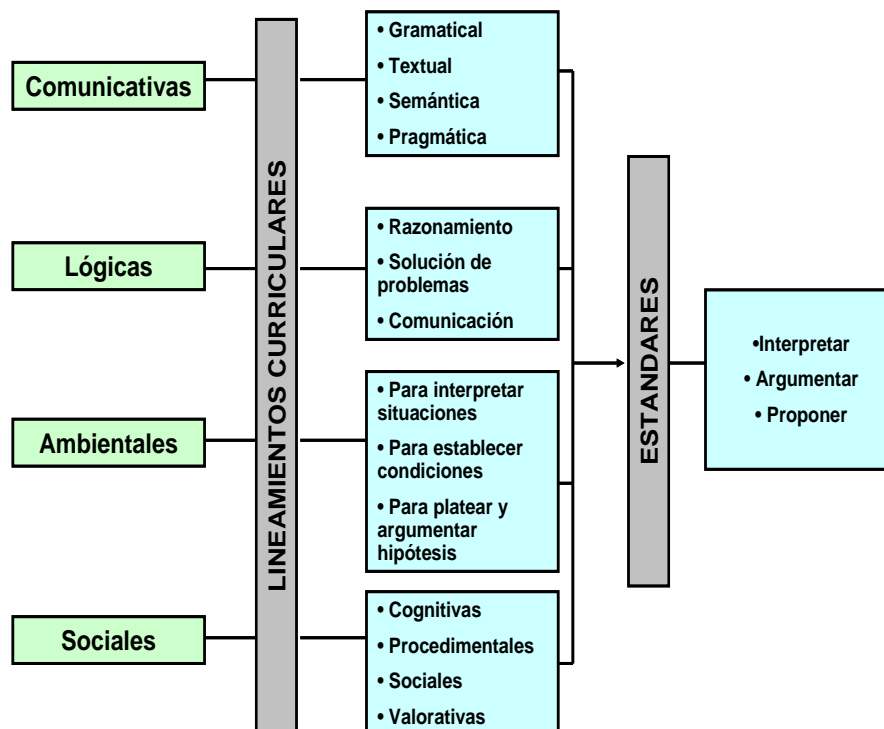 Comunicativas
Lógicas
Ambientales
Sociales
LINEAMIENTOS CURRICULARES
• Gramatical
• Textual
• Semántica
• Pragmática
• Razonamiento
• Solución de
problemas
• Comunicación
• Para interpretar
situaciones
• Para establecer
condiciones
• Para platear y
argumentar
hipótesis
• Cognitivas
• Procedimentales
• Sociales
• Valorativas
ESTANDARES
•Interpretar
• Argumentar
• Proponer